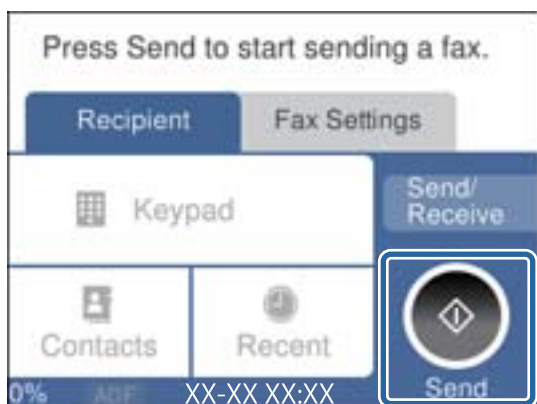 Press Send to start sending a fax.
Recipient
Fax Settings
Keypad
Send/
Receive
Contacts
Recent
Send
0%
ADF
XX-XX XX:XX